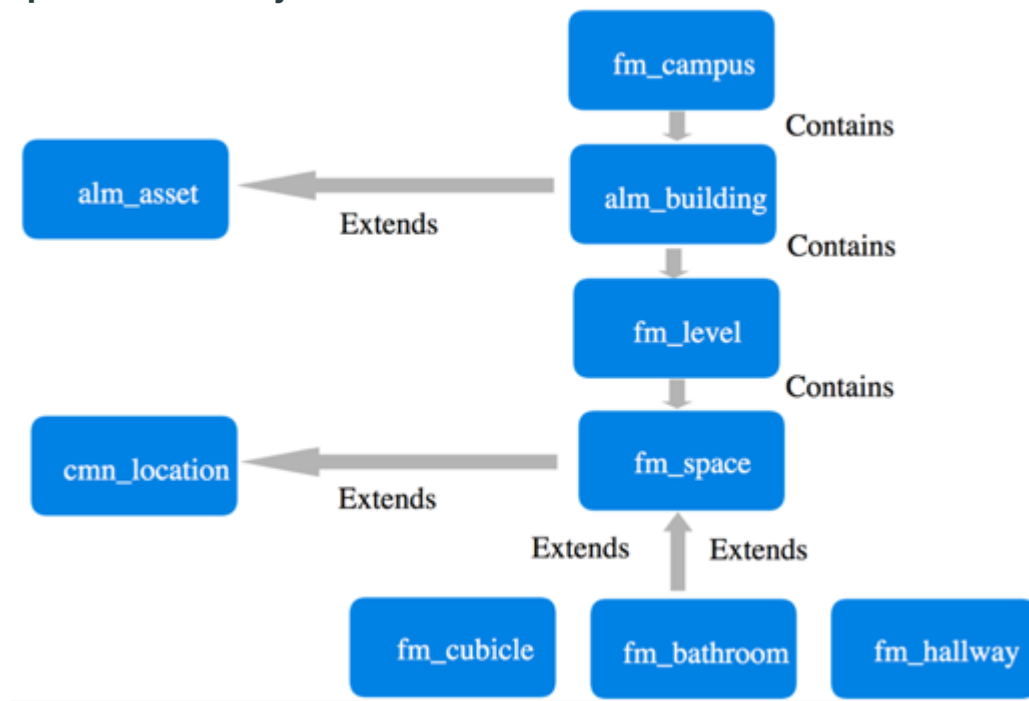 fm_campus
Contains
alm_asset
alm_building
Extends
Contains
fm_level
Contains
cmn_location
fm_space
Extends
Extends
Extends
fm_cubicle
fm_bathroom
fm_hallway